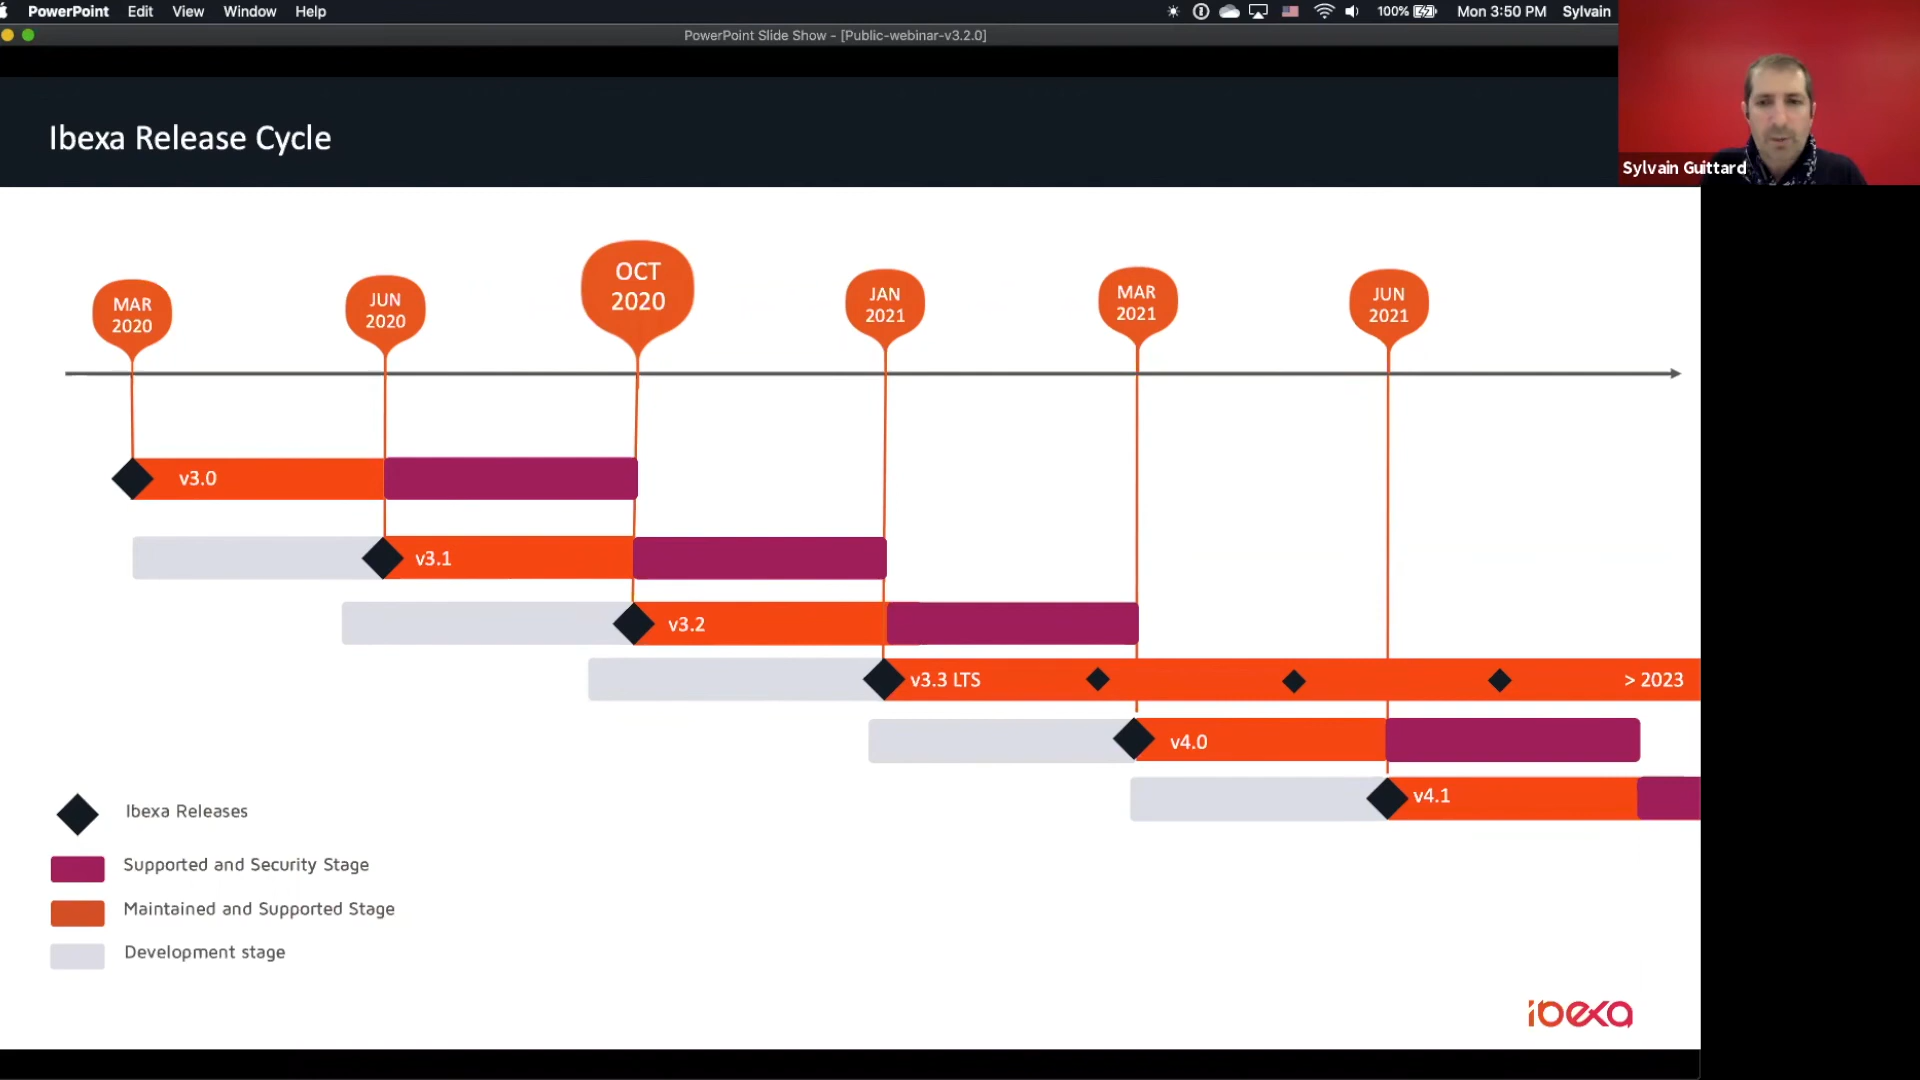 PowerPoint Edit View Window Help
100% Mon 3:50 PM Sylvain
PowerPoint Slide Show - [Public-webinar-v3.2.0]
Sylvain Guittard
Ibexa Release Cycle
MAR
2020
JUN
2020
OCT
2020
JAN
2021
MAR
2021
JUN
2021
v3.0
v3.1
v3.2
v3.3 LTS
> 2023
v4.0
v4.1
Ibexa Releases
Supported and Security Stage
Maintained and Supported Stage
Development stage
ibexa